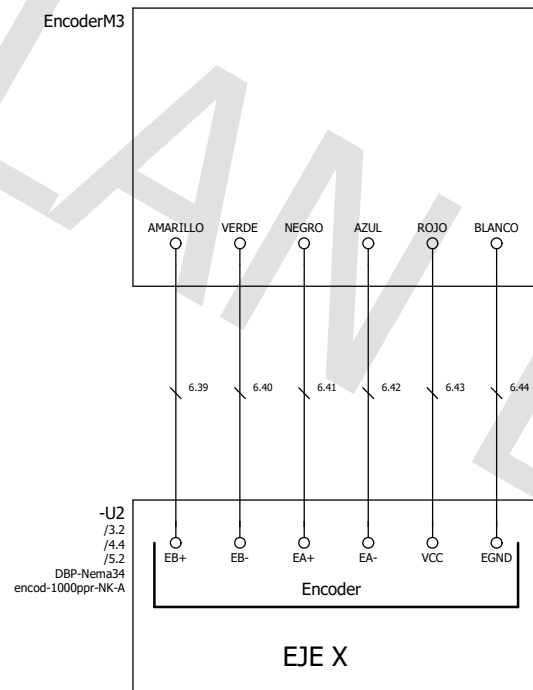 EncoderM3
AMARILLO VERDE NEGRO AZUL ROJO BLANCO
6.39 6.40 6.41 6.42 6.43 6.44
-U2
/3.2
/4.4
/5.2
DBP-Nema34
encod-1000ppr-NK-A
EB+ EB- EA+ EA- VCC EGND
Encoder
EJE X